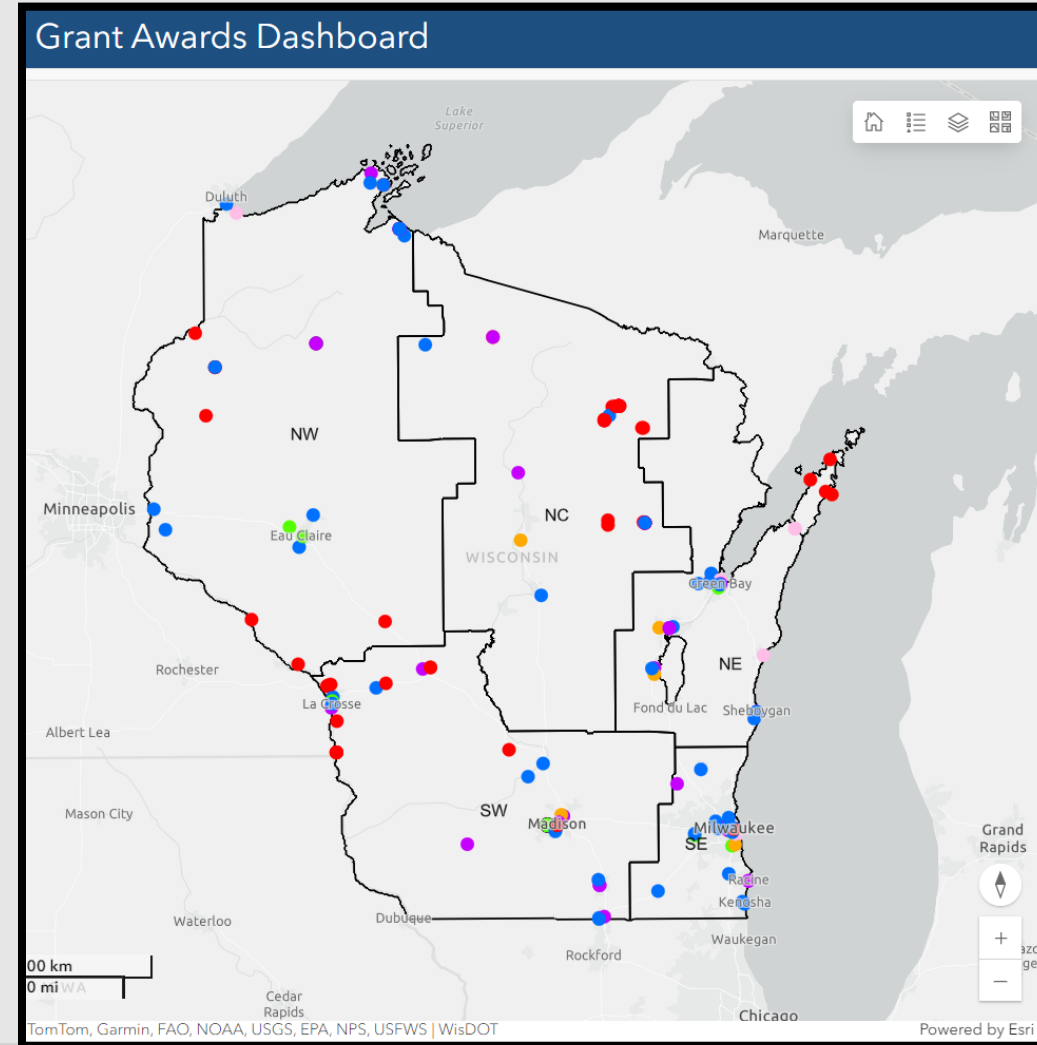 Grant Awards Dashboard
Lake
Superior
Duluth
Marquette
NW
Minneapolis
Eau Claire
NC
WISCONSIN
Green Bay
Rochester
NE
La Crosse
Fond du Lac
Sheboygan
Albert Lea
SW
Mason City
Madison
Milwaukee
SE
Grand
Rapids
Racine
Kenosha
Waterloo
Dubuque
Waukegan
Rockford
00 km
0 mi
WA
Cedar
Rapids
Chicago
TomTom, Garmin, FAO, NOAA, USGS, EPA, NPS, USFWS | WisDOT
Powered by Esri